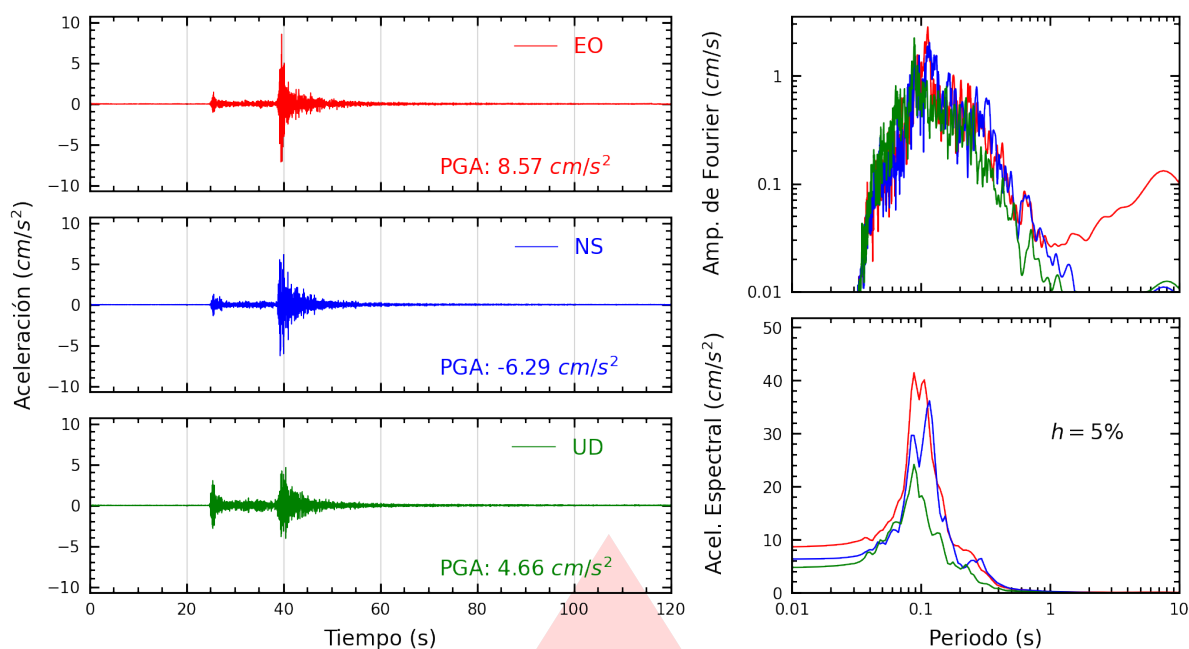 Aceleración (cm/s²)
10
5
0
−5
−10
EO
PGA: 8.57 cm/s²
10
5
0
−5
−10
NS
PGA: -6.29 cm/s²
10
5
0
−5
−10
UD
PGA: 4.66 cm/s²
0 20 40 60 80 100 120
Tiempo (s)
Amp. de Fourier (cm/s)
1
0.1
0.01
Acel. Espectral (cm/s²)
50
40
30
20
10
0
h = 5%
0.01 0.1 1 10
Periodo (s)